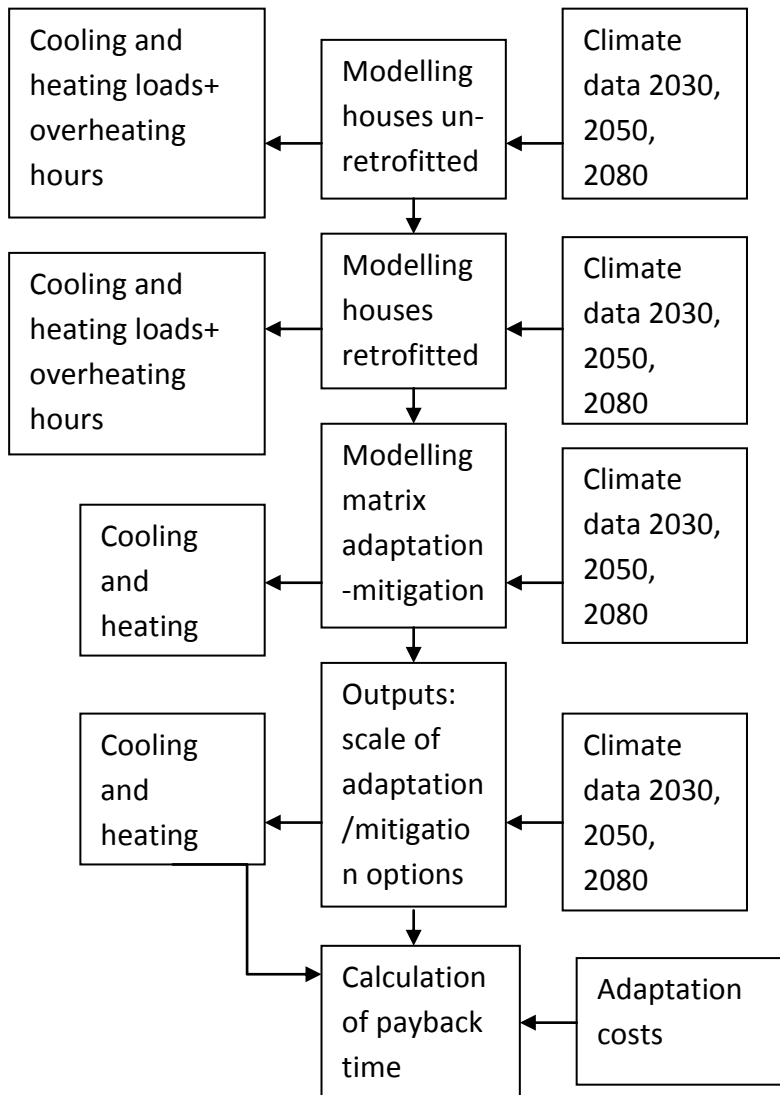 Cooling and
heating loads+
overheating
hours
Modelling
houses un-
retrofitted
Climate
data 2030,
2050,
2080
Cooling and
heating loads+
overheating
hours
Modelling
houses
retrofitted
Climate
data 2030,
2050,
2080
Cooling
and
heating
Modelling
matrix
adaptation
-mitigation
Climate
data 2030,
2050,
2080
Cooling
and
heating
Outputs:
scale of
adaptation
/mitigatio
n options
Climate
data 2030,
2050,
2080
Calculation
of payback
time
Adaptation
costs